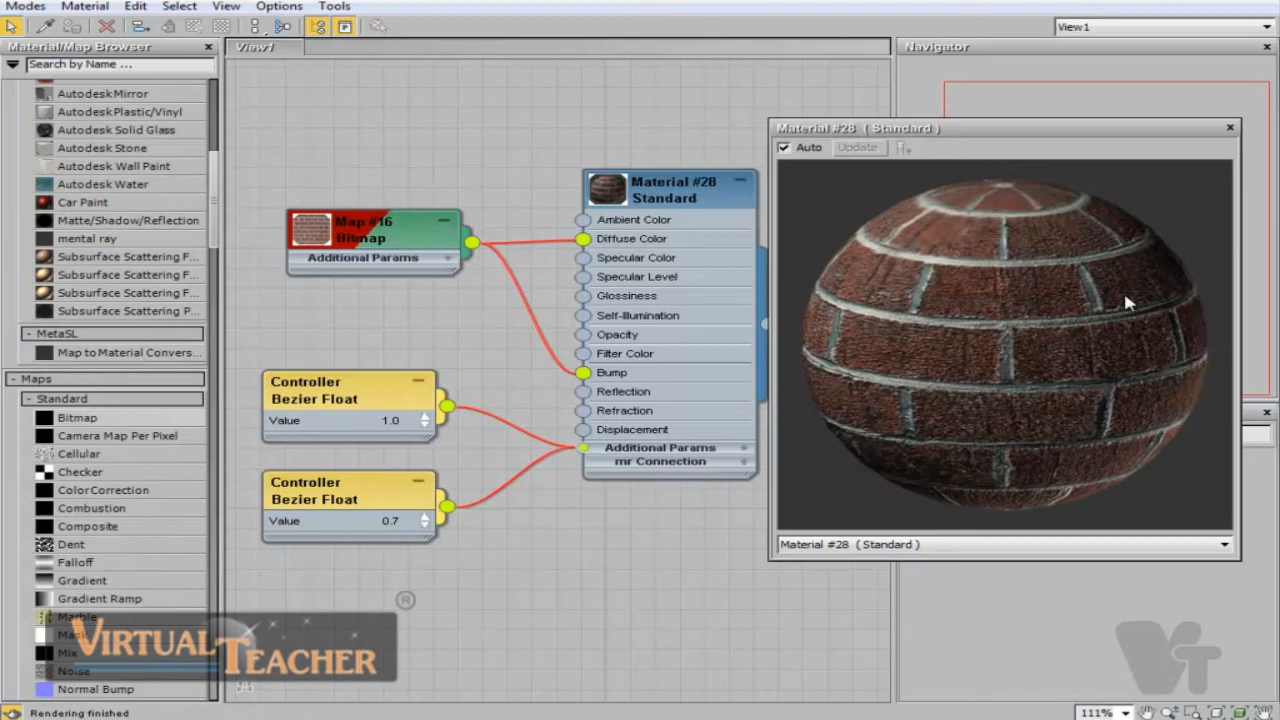 Modes Material Edit Select View Options Tools
View1
Material/Map Browser
Search by Name ...
Autodesk Mirror
Autodesk Plastic/Vinyl
Autodesk Solid Glass
Autodesk Stone
Autodesk Wall Paint
Autodesk Water
Car Paint
Matte/Shadow/Reflection
mental ray
Subsurface Scattering F...
Subsurface Scattering F...
Subsurface Scattering F...
Subsurface Scattering P...
- MetaSL
Map to Material Convers...
- Maps
- Standard
Bitmap
Camera Map Per Pixel
Cellular
Checker
Color Correction
Combustion
Composite
Dent
Falloff
Gradient
Gradient Ramp
Marble
Mask
Mix
Noise
Normal Bump
Rendering finished
View1
Map #16
Bitmap
Additional Params
Controller
Bezier Float
Value 1.0
Controller
Bezier Float
Value 0.7
Material #28
Standard
Ambient Color
Diffuse Color
Specular Color
Specular Level
Glossiness
Self-Illumination
Opacity
Filter Color
Bump
Reflection
Refraction
Displacement
Additional Params
mr Connection
Navigator
Material #28 ( Standard )
Auto Update
Material #28 ( Standard )
®
VIRTUAL TEACHER
VT
111%